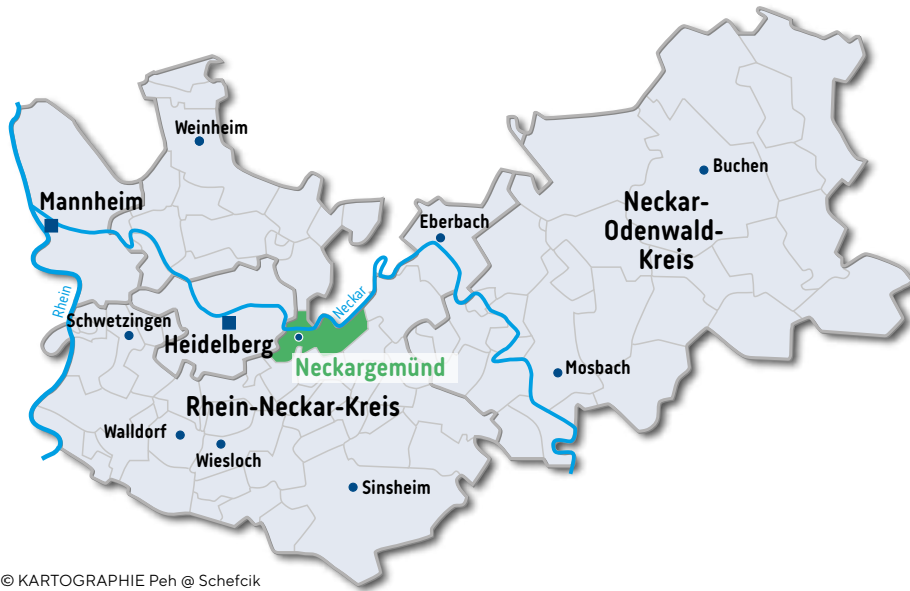 Weinheim
Mannheim
Buchen
Neckar-
Odenwald-
Kreis
Eberbach
Rhein
Neckar
Schwetzingen
Heidelberg
Neckargemünd
Mosbach
Rhein-Neckar-Kreis
Walldorf
Wiesloch
Sinsheim
© KARTOGRAPHIE Peh @ Schefcik